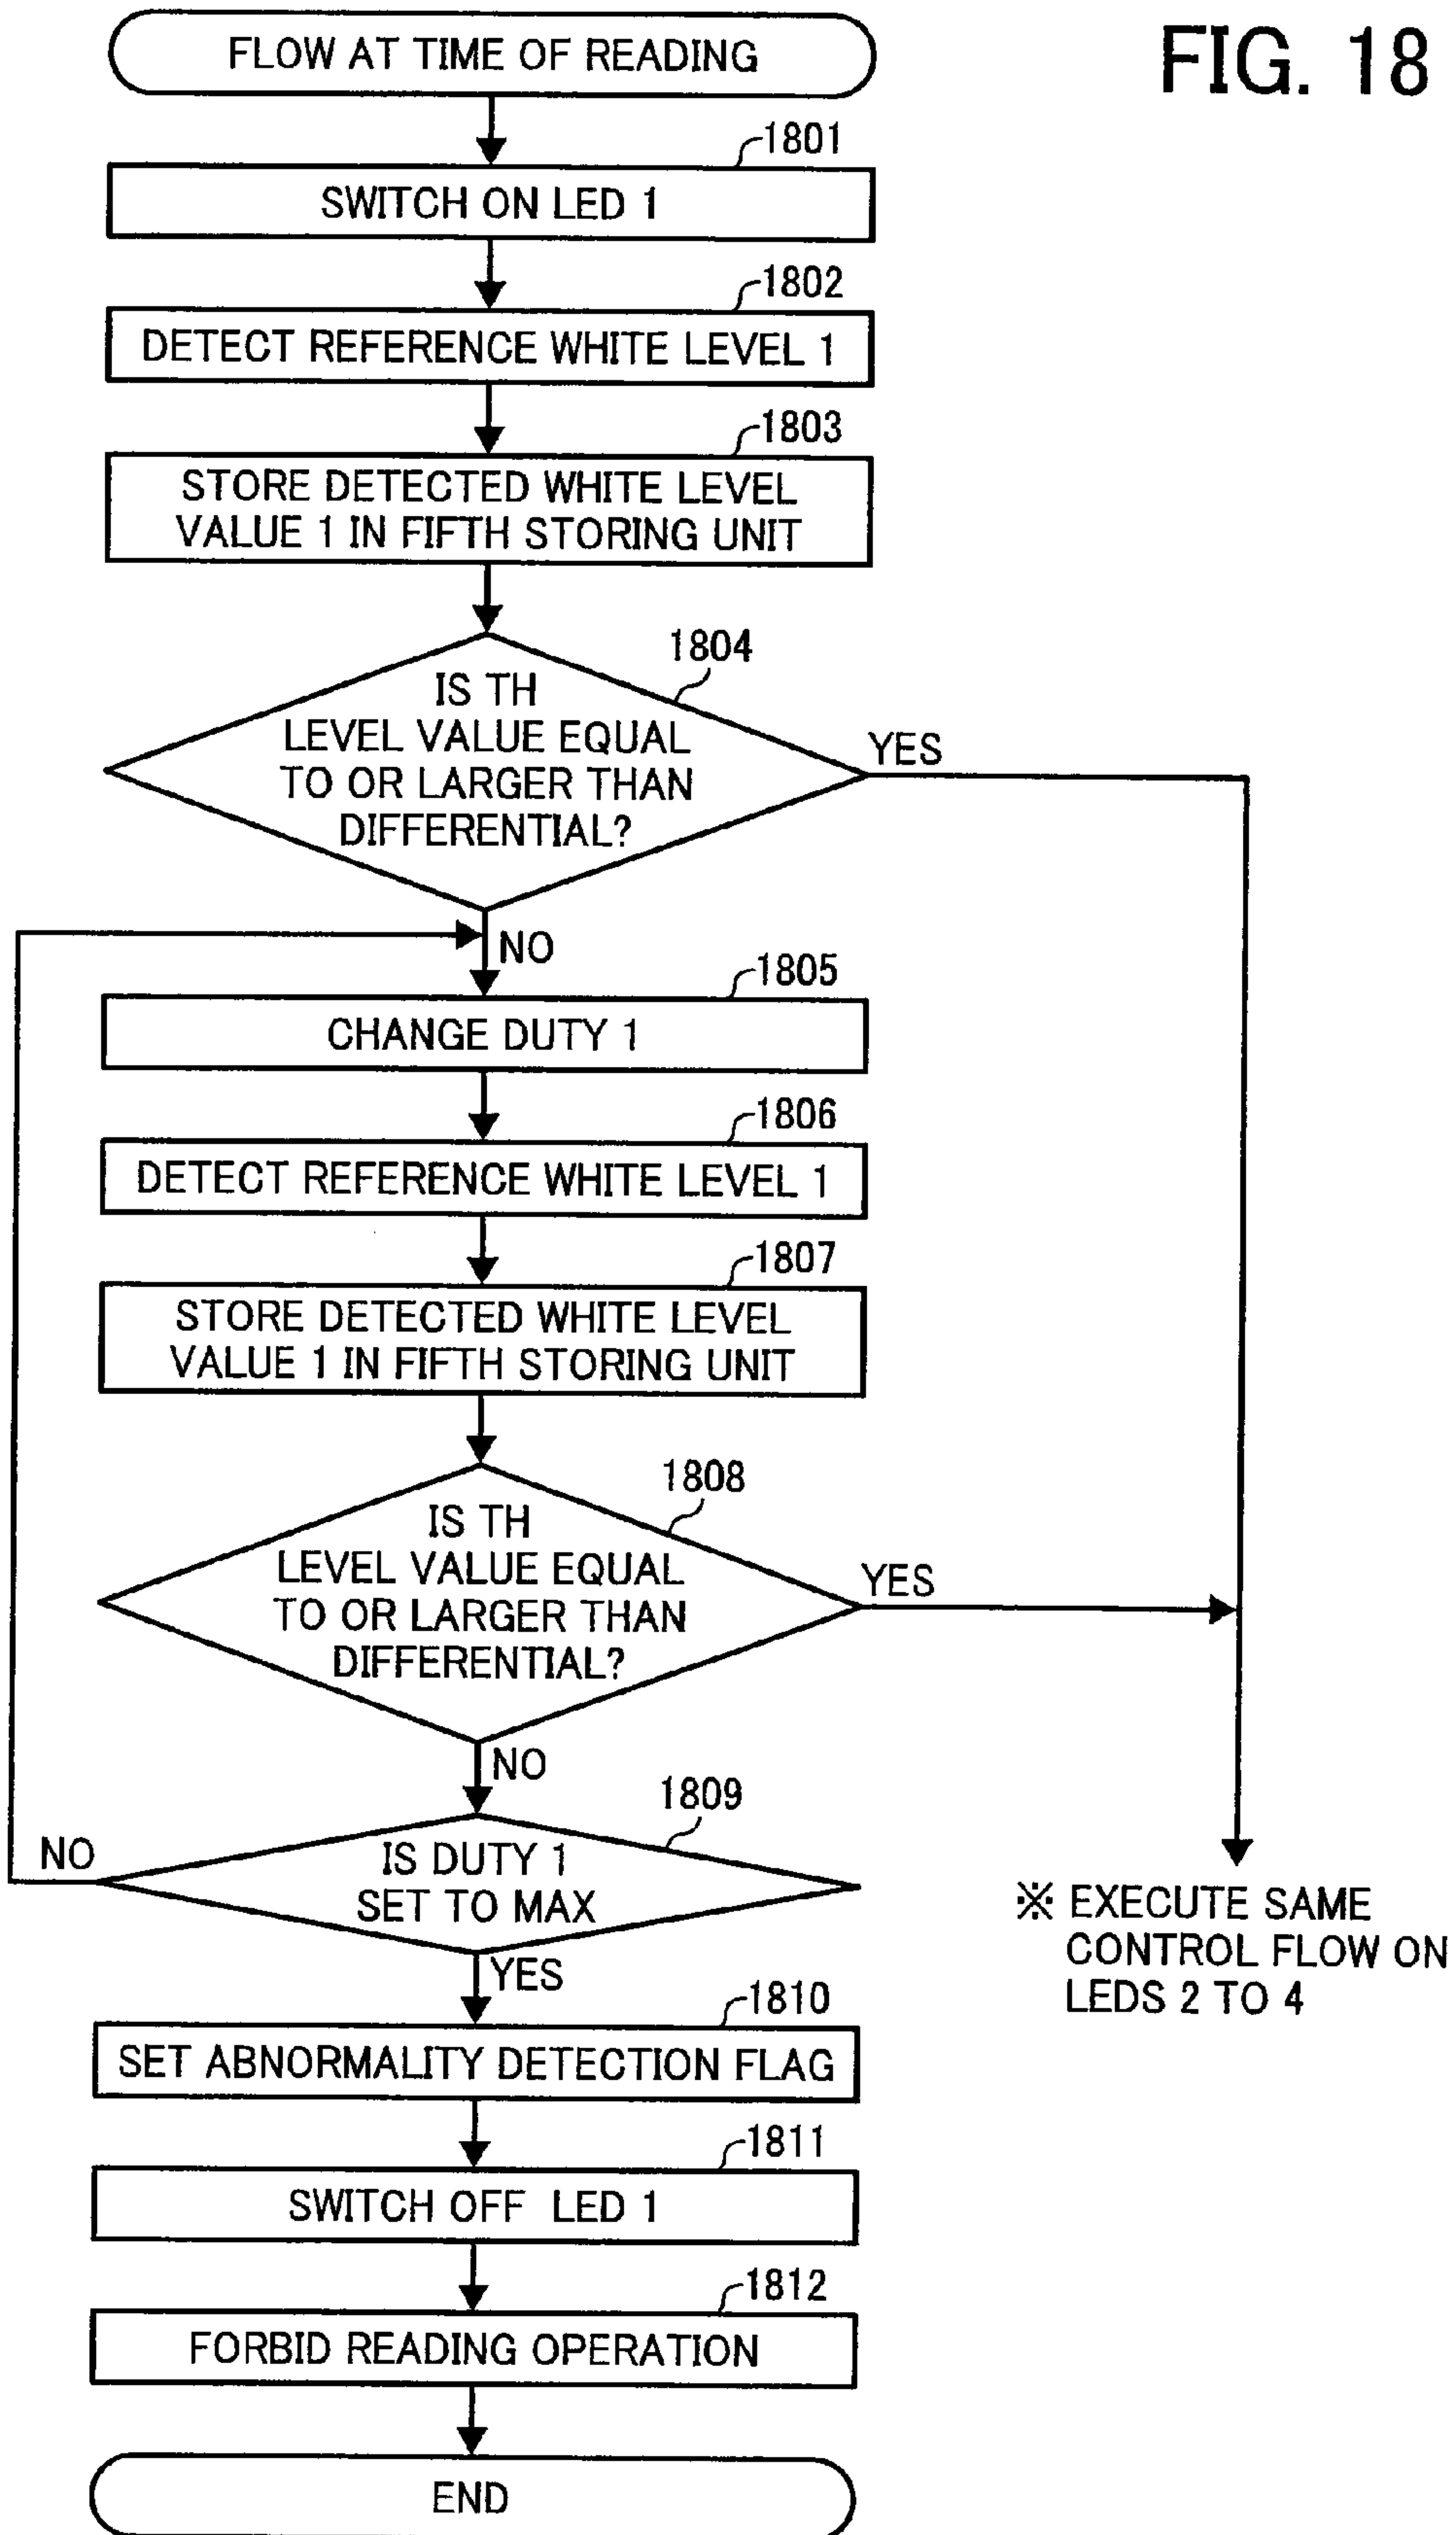 FIG. 18
FLOW AT TIME OF READING
1801
SWITCH ON LED 1
1802
DETECT REFERENCE WHITE LEVEL 1
1803
STORE DETECTED WHITE LEVEL
VALUE 1 IN FIFTH STORING UNIT
1804
IS TH
LEVEL VALUE EQUAL
TO OR LARGER THAN
DIFFERENTIAL?
YES
NO
1805
CHANGE DUTY 1
1806
DETECT REFERENCE WHITE LEVEL 1
1807
STORE DETECTED WHITE LEVEL
VALUE 1 IN FIFTH STORING UNIT
1808
IS TH
LEVEL VALUE EQUAL
TO OR LARGER THAN
DIFFERENTIAL?
YES
NO
1809
IS DUTY 1
SET TO MAX
NO
YES
※ EXECUTE SAME
CONTROL FLOW ON
LEDS 2 TO 4
1810
SET ABNORMALITY DETECTION FLAG
1811
SWITCH OFF LED 1
1812
FORBID READING OPERATION
END